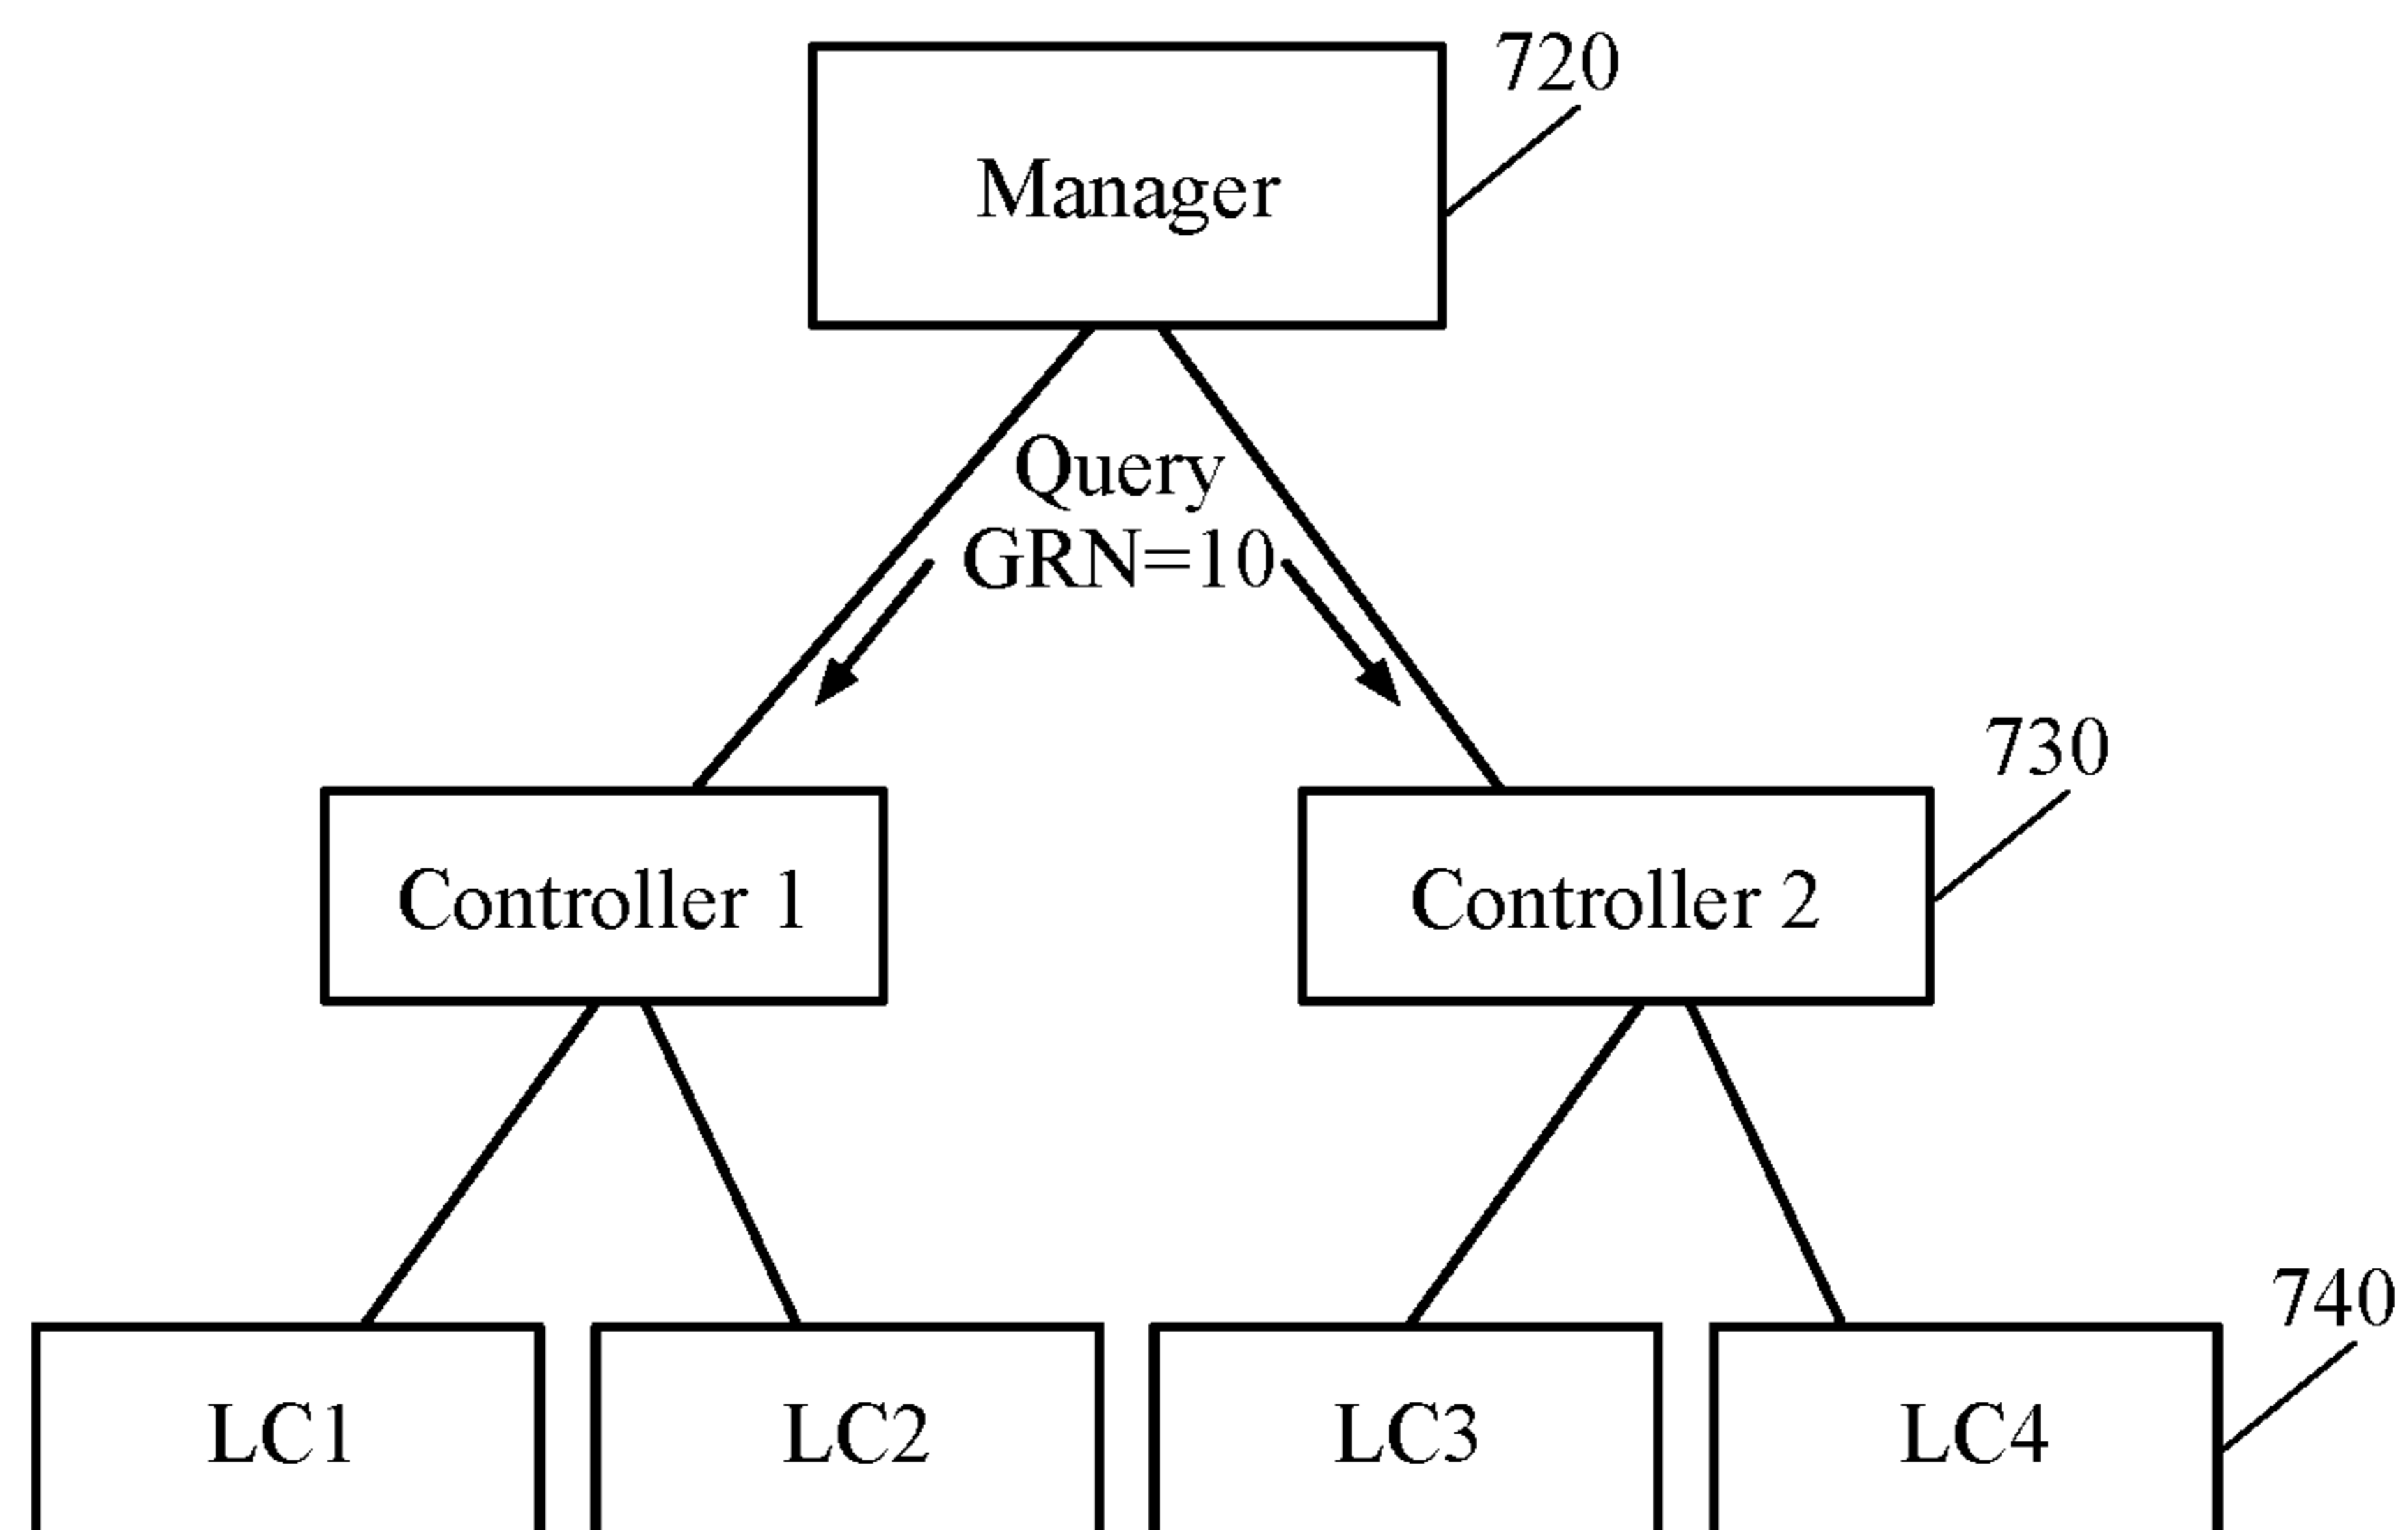 720
Manager
Query
GRN=10
730
Controller 1
Controller 2
740
LC1
LC2
LC3
LC4